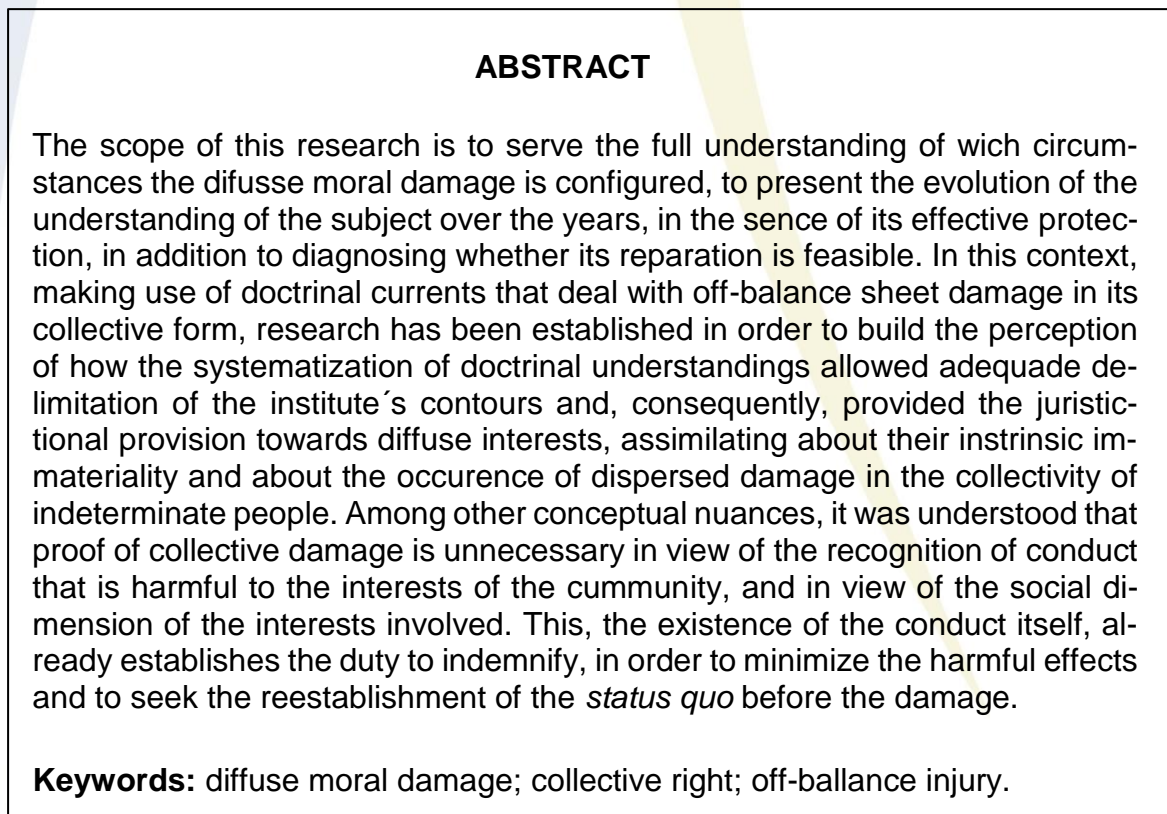 ABSTRACT
The scope of this research is to serve the full understanding of wich circum-
stances the difusse moral damage is configured, to present the evolution of the
understanding of the subject over the years, in the sence of its effective protec-
tion, in addition to diagnosing whether its reparation is feasible. In this context,
making use of doctrinal currents that deal with off-balance sheet damage in its
collective form, research has been established in order to build the perception
of how the systematization of doctrinal understandings allowed adequade de-
limitation of the institute´s contours and, consequently, provided the juristic-
tional provision towards diffuse interests, assimilating about their instrinsic im-
materiality and about the occurence of dispersed damage in the collectivity of
indeterminate people. Among other conceptual nuances, it was understood that
proof of collective damage is unnecessary in view of the recognition of conduct
that is harmful to the interests of the cummunity, and in view of the social di-
mension of the interests involved. This, the existence of the conduct itself, al-
ready establishes the duty to indemnify, in order to minimize the harmful effects
and to seek the reestablishment of the status quo before the damage.
Keywords: diffuse moral damage; collective right; off-ballance injury.